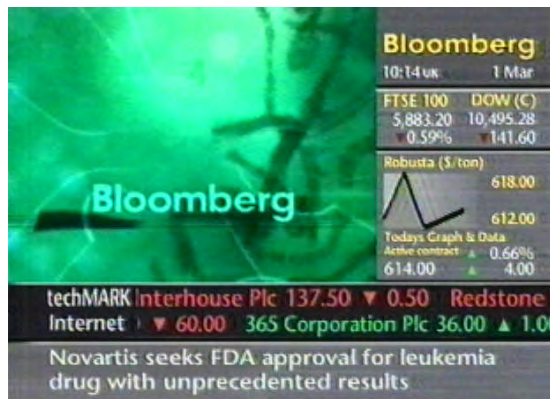 Bloomberg
10:14 UK 1 Mar
FTSE 100 DOW (C)
5,883.20 10,495.28
▼0.59% ▼141.60
Robusta ($/ton)
618.00
612.00
Todays Graph & Data
Active contract ▲ 0.66%
614.00 ▲ 4.00
Bloomberg
techMARK Interhouse Plc 137.50 ▼ 0.50 Redstone
Internet ▼ 60.00 365 Corporation Plc 36.00 ▲ 1.00
Novartis seeks FDA approval for leukemia
drug with unprecedented results